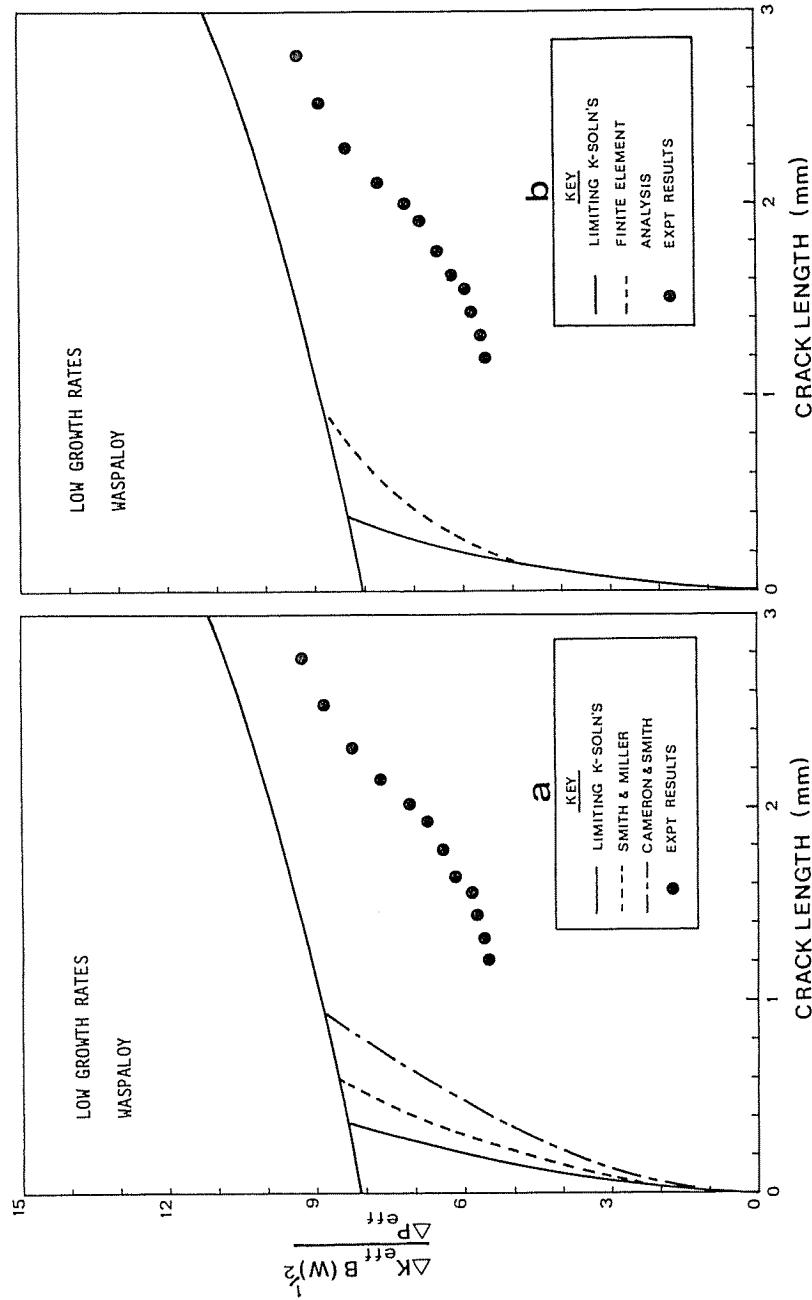 15
12
9
6
3
0
ΔK_eff B (W)^½
ΔP_eff
LOW GROWTH RATES
WASPALOY
a
KEY
LIMITING K-SOLN'S
SMITH & MILLER
CAMERON & SMITH
EXPT RESULTS
0
1
2
3
CRACK LENGTH (mm)
LOW GROWTH RATES
WASPALOY
b
KEY
LIMITING K-SOLN'S
FINITE ELEMENT
ANALYSIS
EXPT RESULTS
0
1
2
3
CRACK LENGTH (mm)